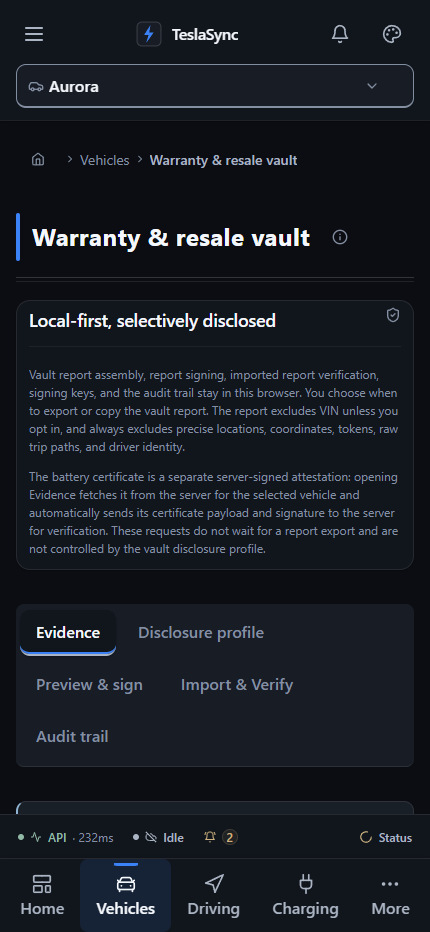 TeslaSync
Aurora
Vehicles
Warranty & resale vault
Warranty & resale vault
Local-first, selectively disclosed
Vault report assembly, report signing, imported report verification,
signing keys, and the audit trail stay in this browser. You choose when
to export or copy the vault report. The report excludes VIN unless you
opt in, and always excludes precise locations, coordinates, tokens, raw
trip paths, and driver identity.
The battery certificate is a separate server-signed attestation: opening
Evidence fetches it from the server for the selected vehicle and
automatically sends its certificate payload and signature to the server
for verification. These requests do not wait for a report export and are
not controlled by the vault disclosure profile.
Evidence
Disclosure profile
Preview & sign
Import & Verify
Audit trail
API · 232ms
Idle
2
Status
Home
Vehicles
Driving
Charging
More